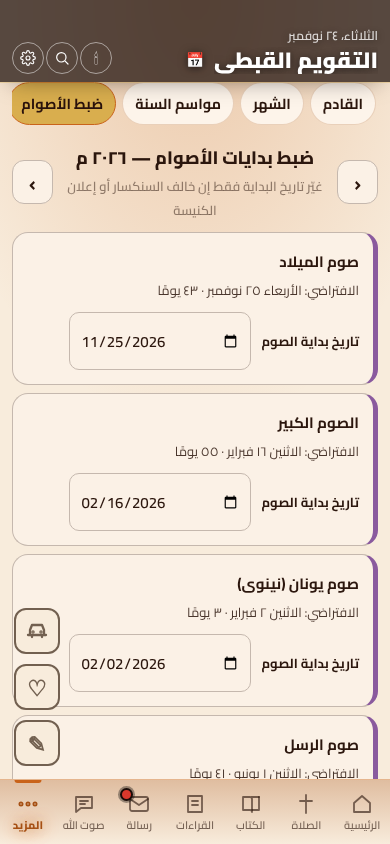 الثلاثاء، ٢٤ نوفمبر
التقويم القبطى 📅
القادم
الشهر
مواسم السنة
ضبط الأصوام
ضبط بدايات الأصوام — ٢٠٢٦ م
غيّر تاريخ البداية فقط إن خالف السنكسار أو إعلان
الكنيسة
صوم الميلاد
الافتراضي: الأربعاء ٢٥ نوفمبر · ٤٣ يومًا
تاريخ بداية الصوم
11/25/2026
الصوم الكبير
الافتراضي: الاثنين ١٦ فبراير · ٥٥ يومًا
تاريخ بداية الصوم
02/16/2026
صوم يونان (نينوى)
الافتراضي: الاثنين ٢ فبراير · ٣ يومًا
تاريخ بداية الصوم
02/02/2026
صوم الرسل
الافتراضي: الاثنين ١ يونيو · ٤١ يومًا
الرئيسية
الصلاة
الكتاب
القراءات
رسالة
صوت الله
المزيد